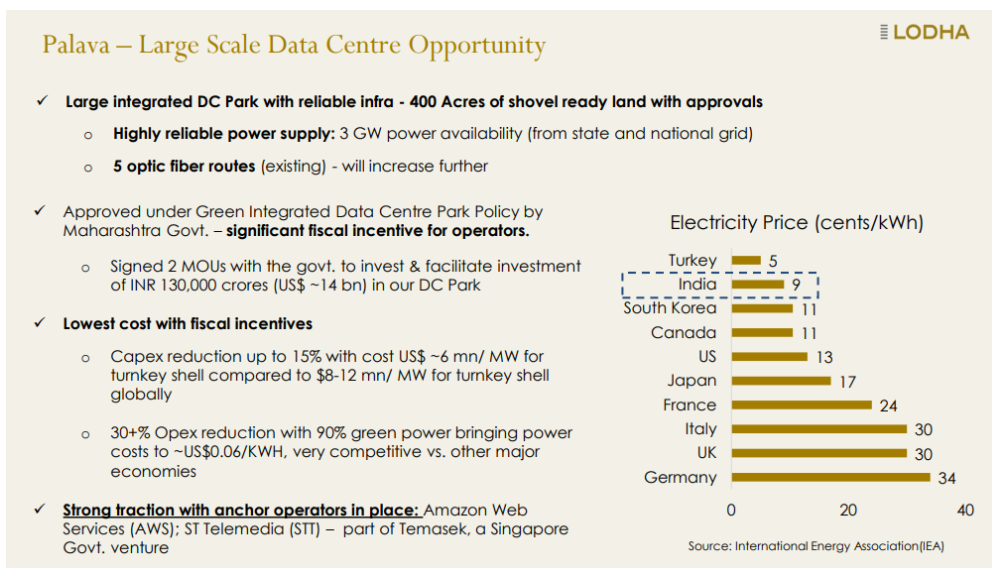 Palava – Large Scale Data Centre Opportunity
LODHA
✓ Large integrated DC Park with reliable infra - 400 Acres of shovel ready land with approvals
o Highly reliable power supply: 3 GW power availability (from state and national grid)
o 5 optic fiber routes (existing) - will increase further
✓ Approved under Green Integrated Data Centre Park Policy by
Maharashtra Govt. – significant fiscal incentive for operators.
o Signed 2 MOUs with the govt. to invest & facilitate investment
of INR 130,000 crores (US$ ~14 bn) in our DC Park
✓ Lowest cost with fiscal incentives
o Capex reduction up to 15% with cost US$ ~6 mn/ MW for
turnkey shell compared to $8-12 mn/ MW for turnkey shell
globally
o 30+% Opex reduction with 90% green power bringing power
costs to ~US$0.06/KWH, very competitive vs. other major
economies
✓ Strong traction with anchor operators in place: Amazon Web
Services (AWS); ST Telemedia (STT) – part of Temasek, a Singapore
Govt. venture
Electricity Price (cents/kWh)
Turkey 5
India 9
South Korea 11
Canada 11
US 13
Japan 17
France 24
Italy 30
UK 30
Germany 34
0 20 40
Source: International Energy Association(IEA)